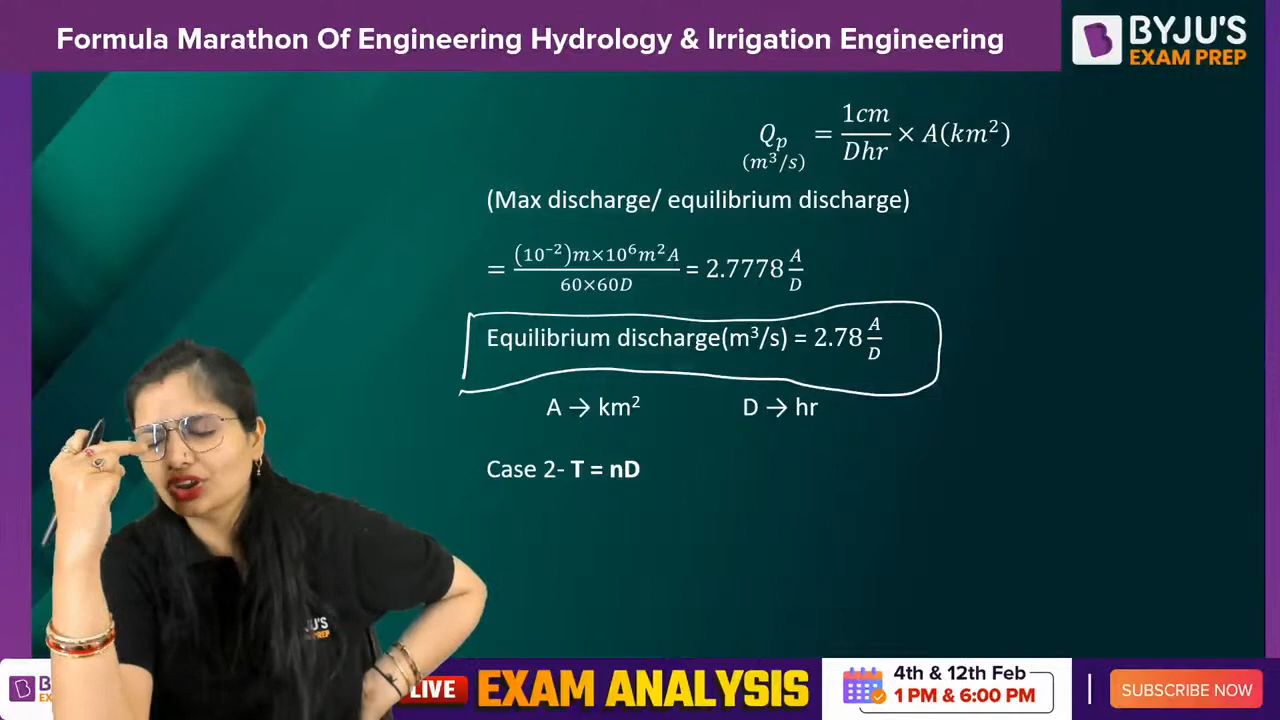 Formula Marathon Of Engineering Hydrology & Irrigation Engineering
BYJU'S
EXAM PREP
Qₚ = 1cm/Dhr × A(km²)
(m³/s)
(Max discharge/ equilibrium discharge)
= (10⁻²)m×10⁶m²A/60×60D = 2.7778 A/D
Equilibrium discharge(m³/s) = 2.78 A/D
A → km² D → hr
Case 2- T = nD
LIVE EXAM ANALYSIS
4th & 12th Feb
1 PM & 6:00 PM
SUBSCRIBE NOW